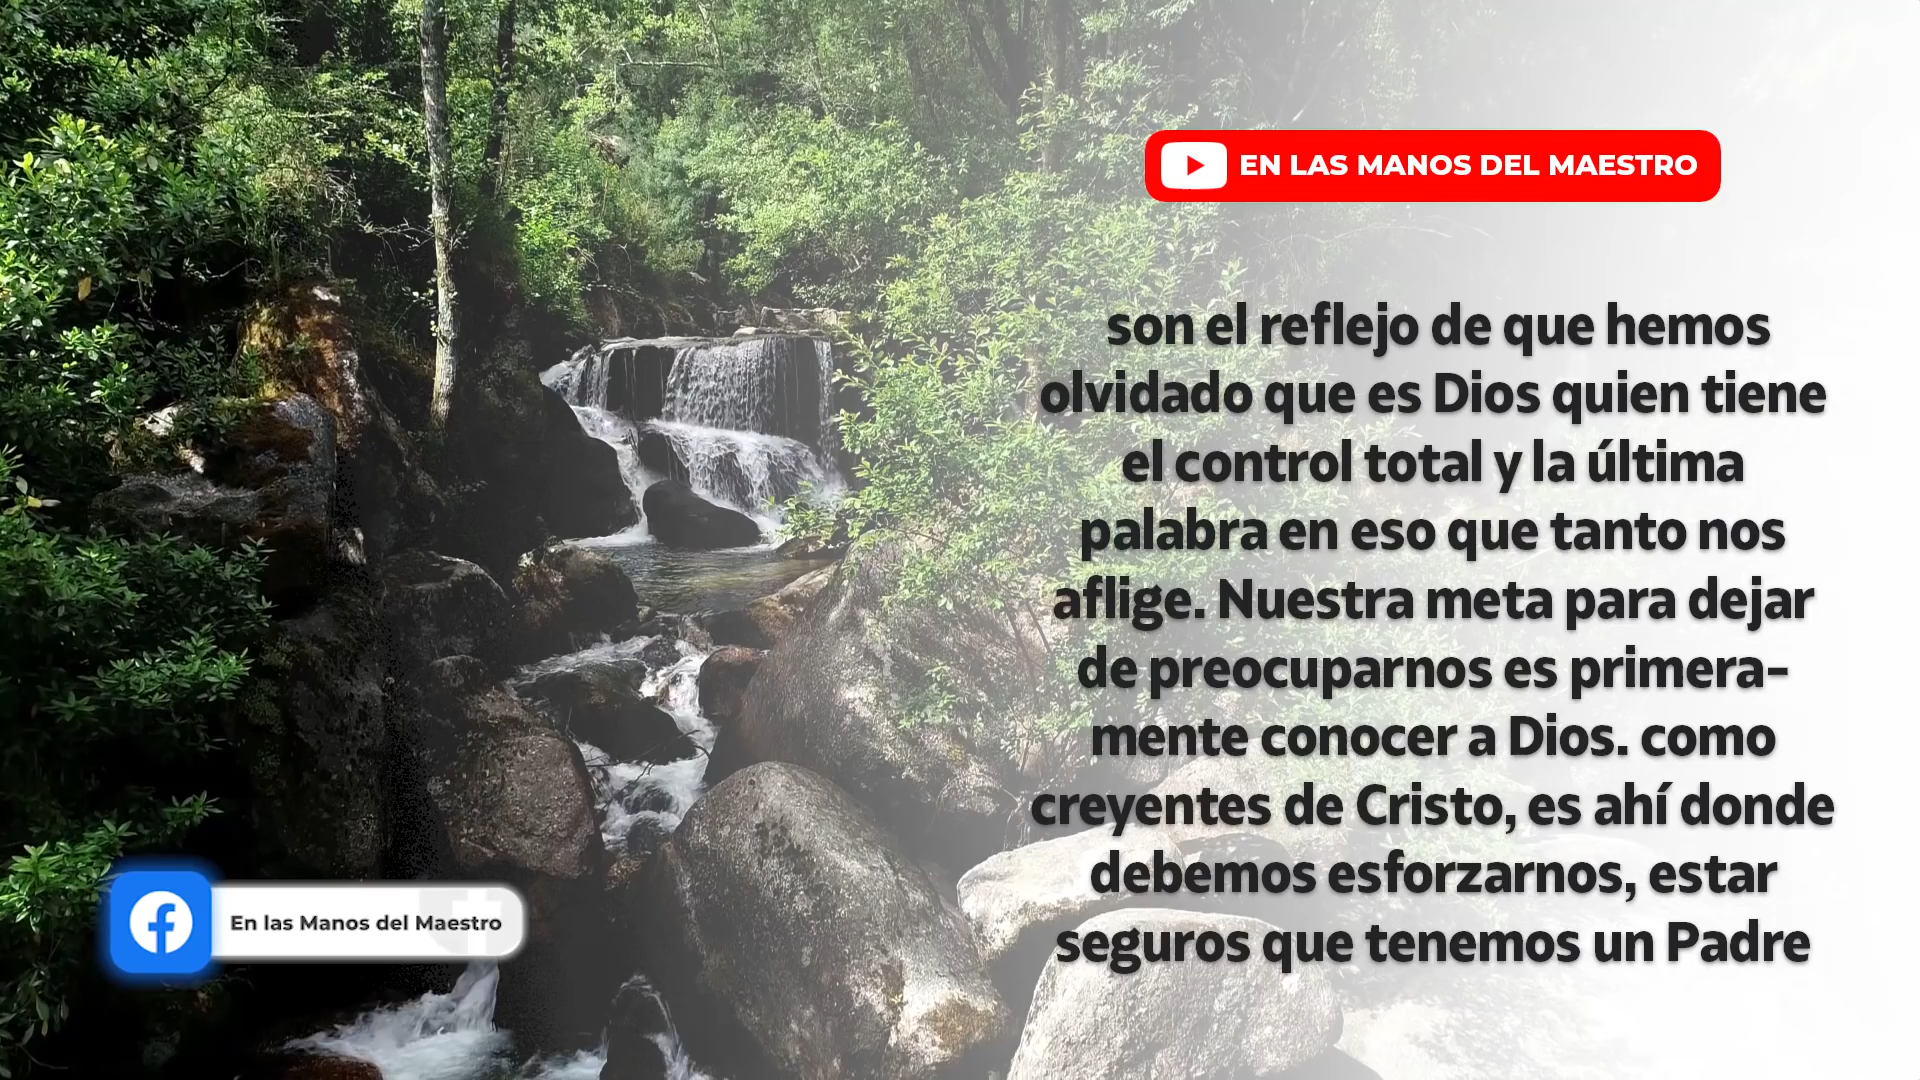 EN LAS MANOS DEL MAESTRO
son el reflejo de que hemos
olvidado que es Dios quien tiene
el control total y la última
palabra en eso que tanto nos
aflige. Nuestra meta para dejar
de preocuparnos es primera-
mente conocer a Dios. como
creyentes de Cristo, es ahí donde
debemos esforzarnos, estar
seguros que tenemos un Padre
En las Manos del Maestro